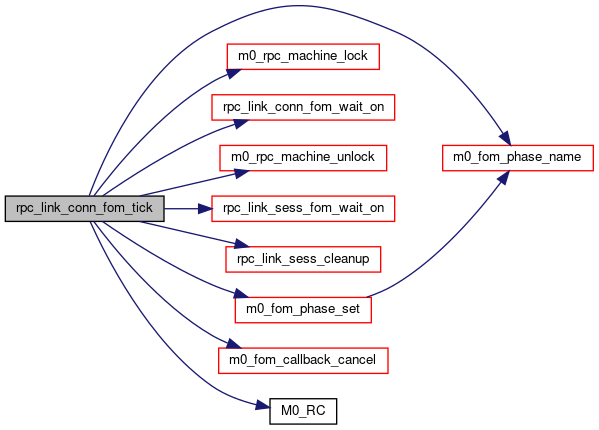 m0_rpc_machine_lock
rpc_link_conn_fom_wait_on
m0_rpc_machine_unlock
m0_fom_phase_name
rpc_link_conn_fom_tick
rpc_link_sess_fom_wait_on
rpc_link_sess_cleanup
m0_fom_phase_set
m0_fom_callback_cancel
M0_RC